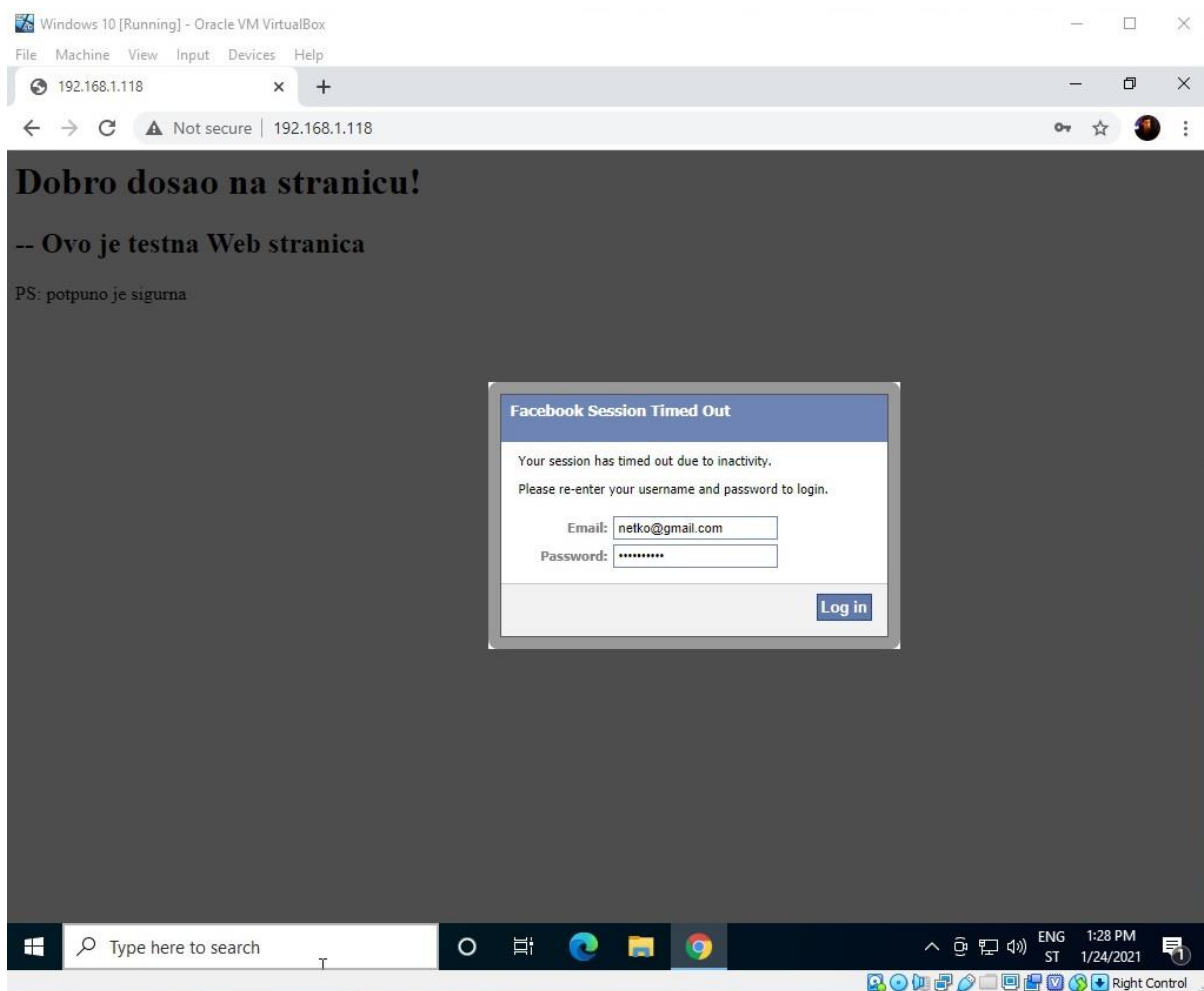 Windows 10 [Running] - Oracle VM VirtualBox
File Machine View Input Devices Help
192.168.1.118
Not secure | 192.168.1.118
Dobro dosao na stranicu!
-- Ovo je testna Web stranica
PS: potpuno je sigurna
Facebook Session Timed Out
Your session has timed out due to inactivity.
Please re-enter your username and password to login.
Email: netko@gmail.com
Password: ••••••••••
Log in
Type here to search
ENG 1:28 PM
ST 1/24/2021
1
Right Control